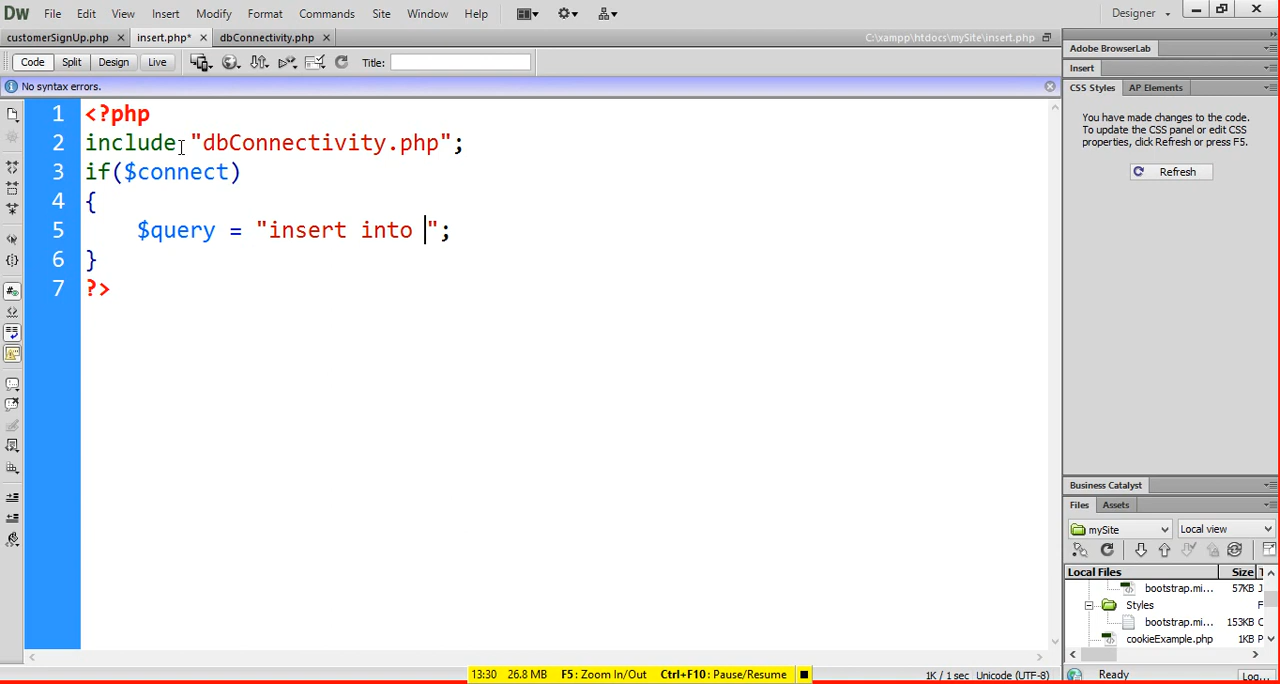 DW File Edit View Insert Modify Format Commands Site Window Help Designer
customerSignUp.php insert.php* dbConnectivity.php C:\xampp\htdocs\mySite\insert.php
Code Split Design Live Title:
No syntax errors.
1 <?php
2 include "dbConnectivity.php";
3 if($connect)
4 {
5 $query = "insert into ";
6 }
7 ?>
Adobe BrowserLab
Insert
CSS Styles AP Elements
You have made changes to the code.
To update the CSS panel or edit CSS
properties, click Refresh or press F5.
Refresh
Business Catalyst
Files Assets
mySite Local view
Local Files Size
bootstrap.mi... 57KB
Styles
bootstrap.mi... 153KB
cookieExample.php 1KB
Ready Log...
13:30 26.8 MB F5: Zoom In/Out Ctrl+F10: Pause/Resume
1K / 1 sec Unicode (UTF-8)